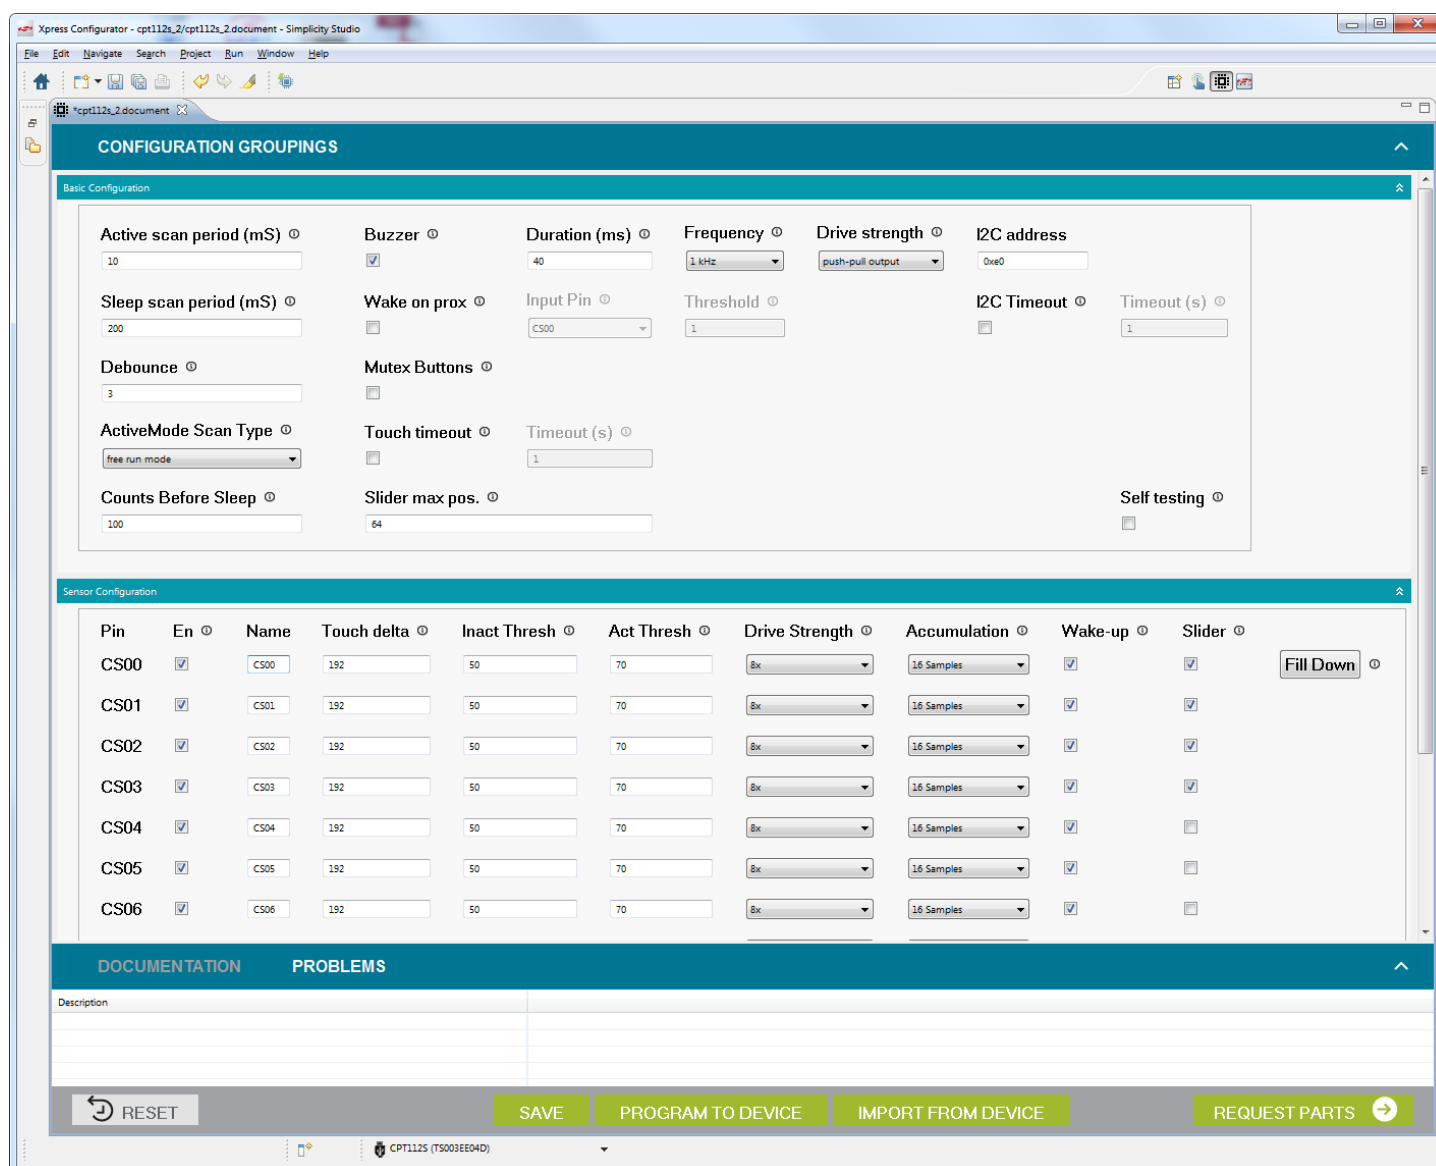 Xpress Configurator - cpt112s_2/cpt112s_2.document - Simplicity Studio
File Edit Navigate Search Project Run Window Help
*cpt112s_2.document
CONFIGURATION GROUPINGS
Basic Configuration
Active scan period (mS) Buzzer Duration (ms) Frequency Drive strength I2C address
10 40 1 kHz push-pull output 0xe0
Sleep scan period (mS) Wake on prox Input Pin Threshold I2C Timeout Timeout (s)
200 CS00 1 1
Debounce Mutex Buttons
3
ActiveMode Scan Type Touch timeout Timeout (s)
free run mode 1
Counts Before Sleep Slider max pos. Self testing
100 64
Sensor Configuration
Pin En Name Touch delta Inact Thresh Act Thresh Drive Strength Accumulation Wake-up Slider
CS00 CS00 192 50 70 8x 16 Samples Fill Down
CS01 CS01 192 50 70 8x 16 Samples
CS02 CS02 192 50 70 8x 16 Samples
CS03 CS03 192 50 70 8x 16 Samples
CS04 CS04 192 50 70 8x 16 Samples
CS05 CS05 192 50 70 8x 16 Samples
CS06 CS06 192 50 70 8x 16 Samples
DOCUMENTATION PROBLEMS
Description
RESET SAVE PROGRAM TO DEVICE IMPORT FROM DEVICE REQUEST PARTS
CPT112S (TS003EE04D)